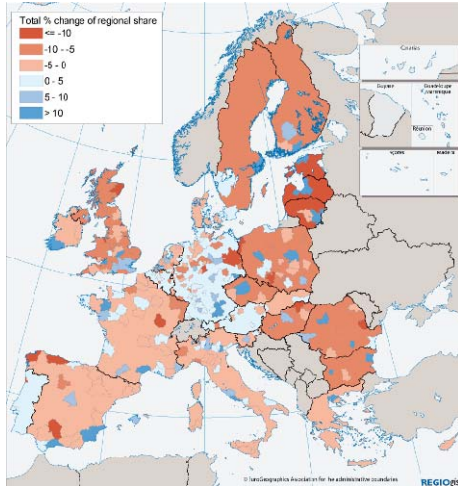 Total % change of regional share
<= -10
-10 - -5
-5 - 0
0 - 5
5 - 10
> 10
Canarias
Guyane
Guadeloupe
Martinique
Réunion
Açores
Madeira
© EuroGeographics Association for the administrative boundaries
REGIO